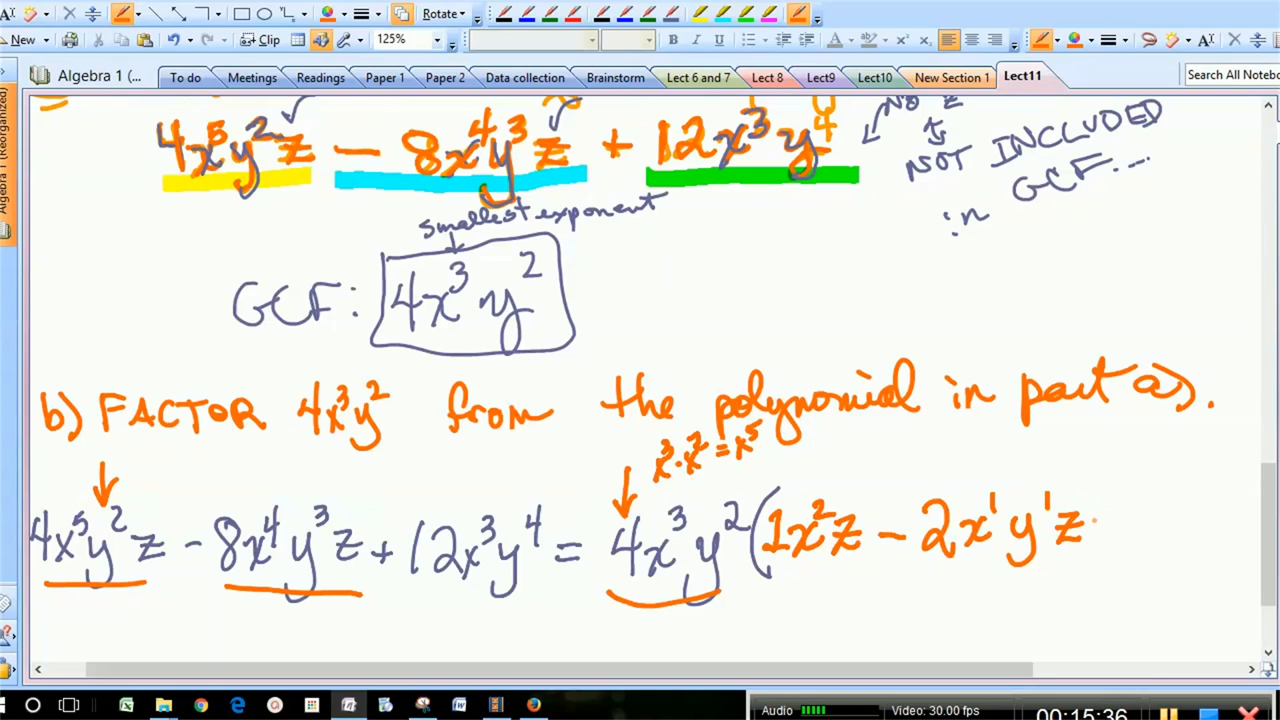 Rotate
New Clip 125% B I U
Algebra 1 (... To do Meetings Readings Paper 1 Paper 2 Data collection Brainstorm Lect 6 and 7 Lect 8 Lect9 Lect10 New Section 1 Lect11 Search All Notebo
Algebra 1 (Reorganized)
NO z
4x⁵y²z − 8x⁴y³z + 12x³y⁴
NOT INCLUDED
in GCF...
smallest exponent
GCF: 4x³y²
b) FACTOR 4x³y² from the polynomial in part a).
x³·x²=x⁵
4x⁵y²z − 8x⁴y³z + 12x³y⁴ = 4x³y²(1x²z − 2x¹y¹z
Audio Video: 30.00 fps 00:15:36